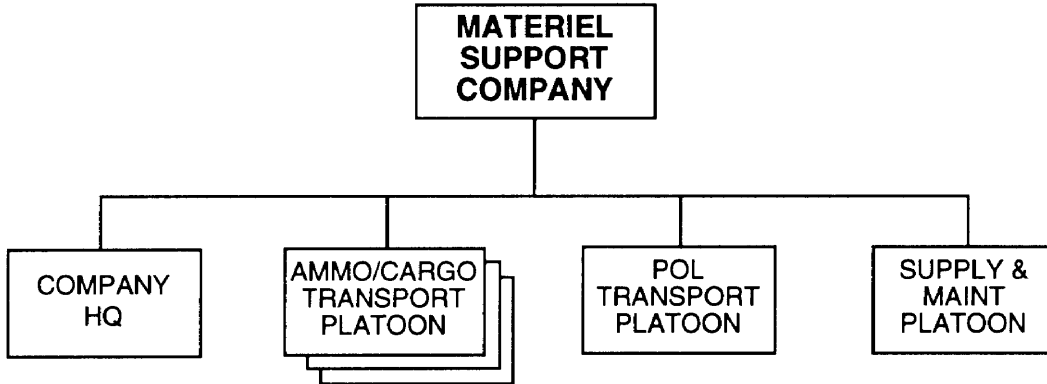 MATERIEL
SUPPORT
COMPANY
COMPANY
HQ
AMMO/CARGO
TRANSPORT
PLATOON
POL
TRANSPORT
PLATOON
SUPPLY &
MAINT
PLATOON